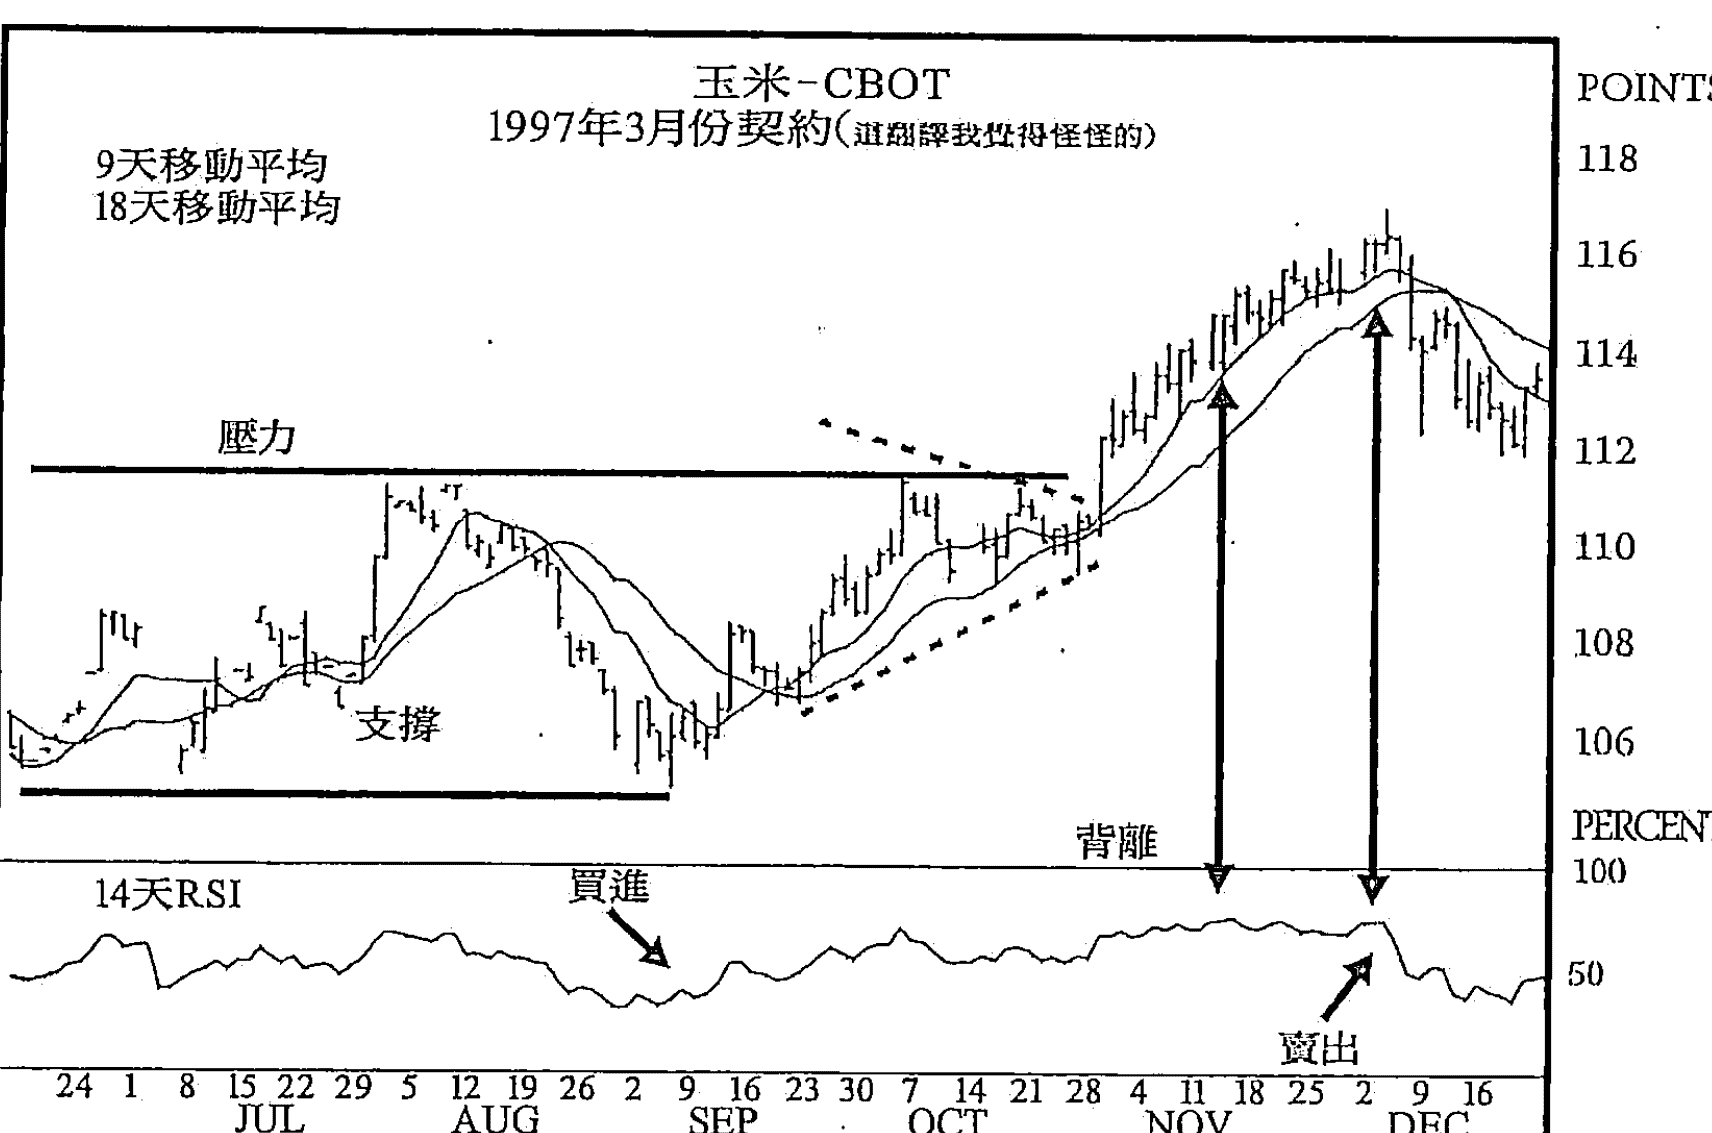 玉米-CBOT
1997年3月份契約(這翻譯我覺得怪怪的)
9天移動平均
18天移動平均
POINTS
118
116
114
112
110
108
106
壓力
支撐
背離
PERCENT
100
50
14天RSI
買進
賣出
24 1 8 15 22 29 5 12 19 26 2 9 16 23 30 7 14 21 28 4 11 18 25 2 9 16
JUL AUG SEP OCT NOV DEC